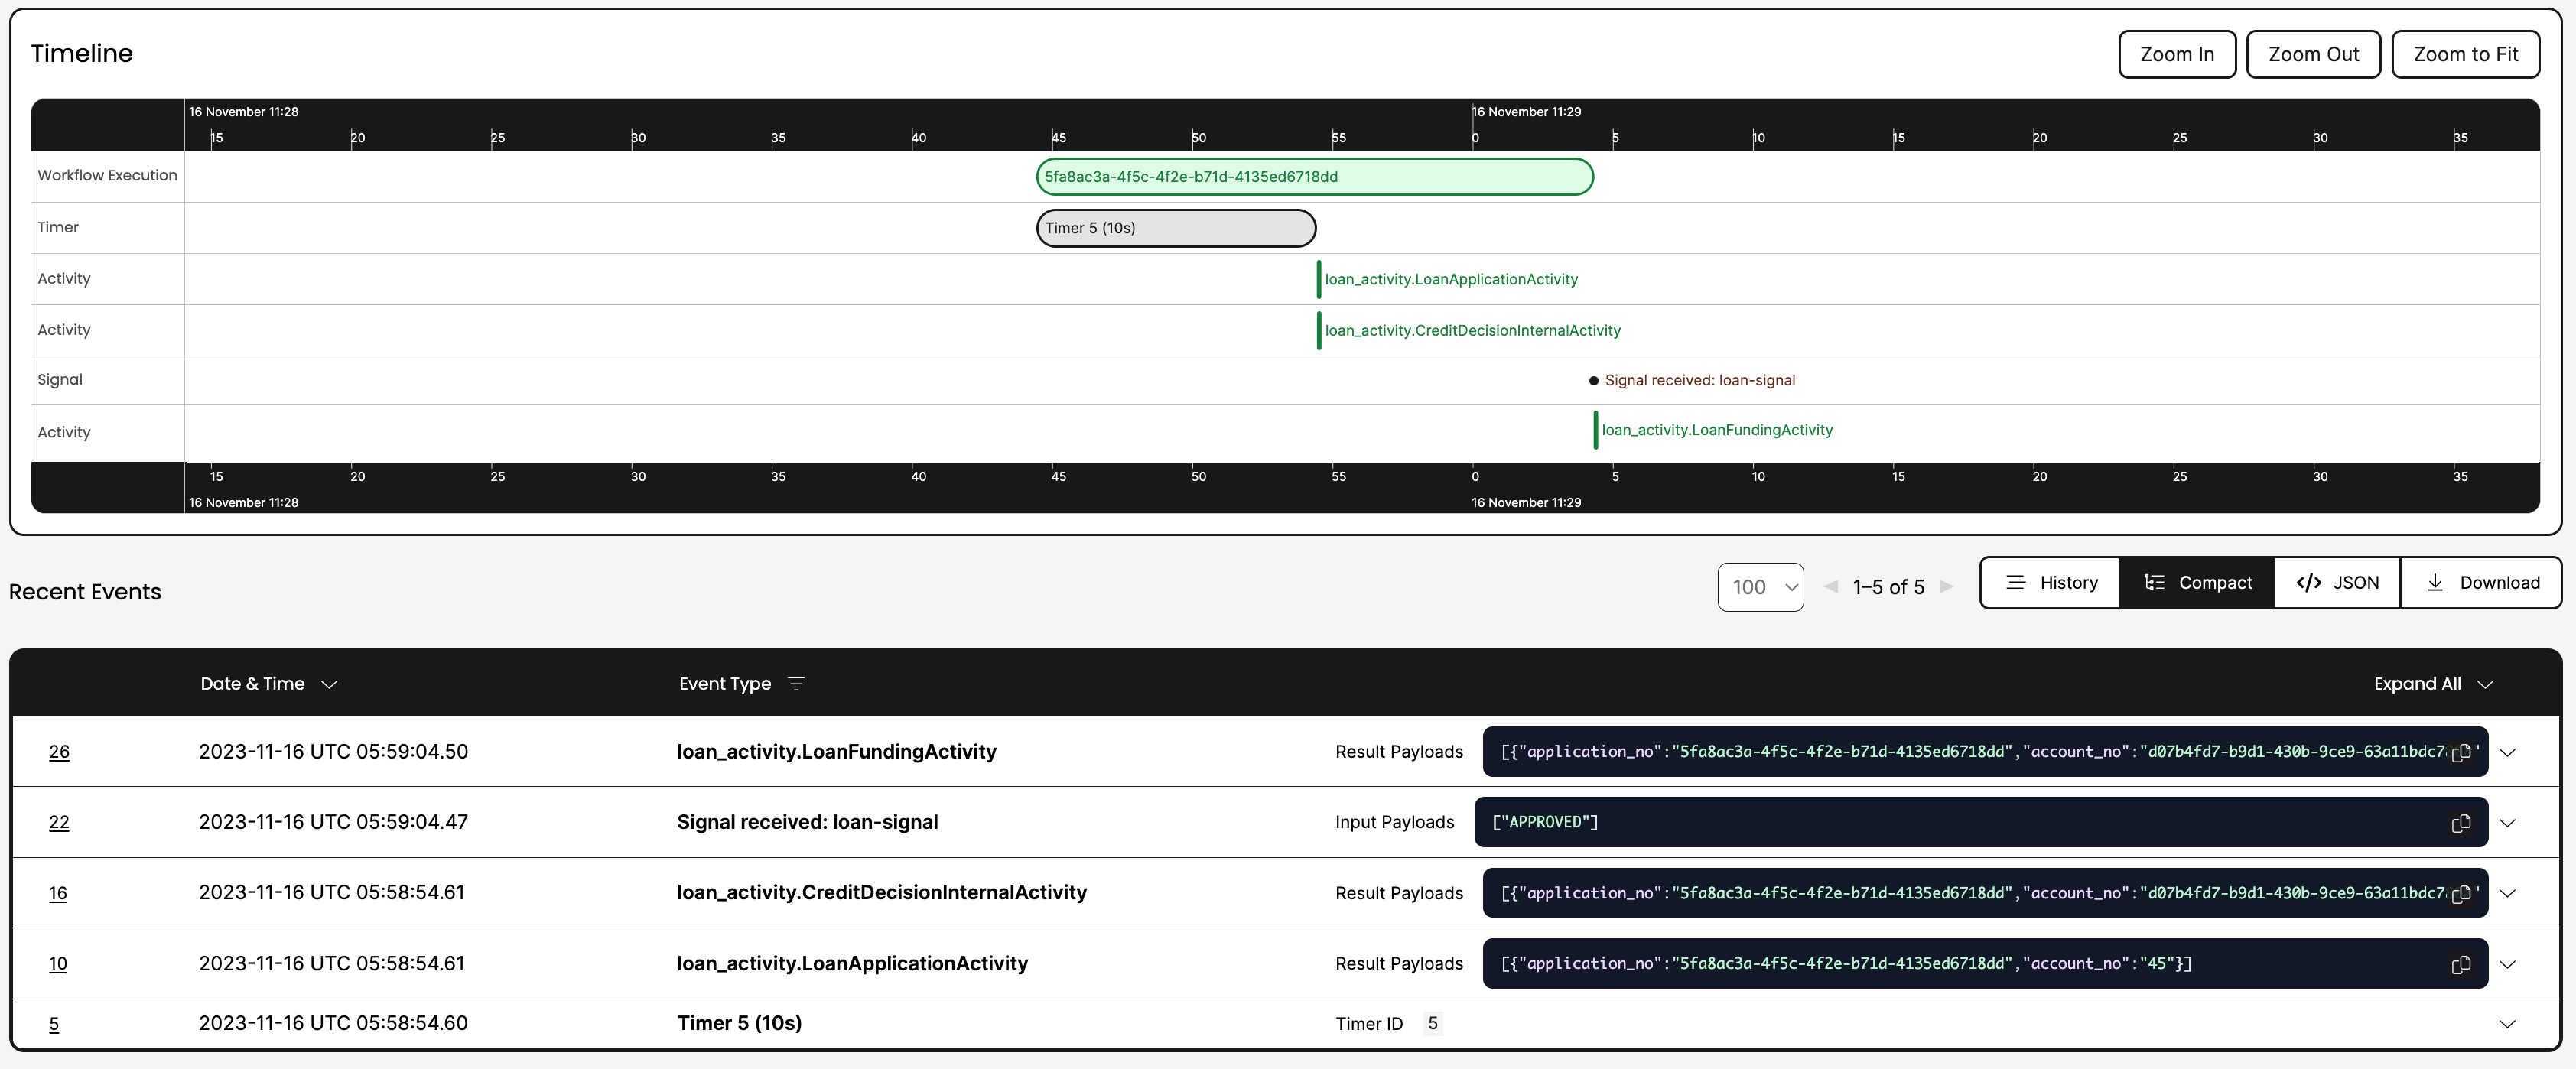 Timeline
Zoom In Zoom Out Zoom to Fit
16 November 11:28 16 November 11:29
15 20 25 30 35 40 45 50 55 0 5 10 15 20 25 30 35
Workflow Execution 5fa8ac3a-4f5c-4f2e-b71d-4135ed6718dd
Timer Timer 5 (10s)
Activity loan_activity.LoanApplicationActivity
Activity loan_activity.CreditDecisionInternalActivity
Signal Signal received: loan-signal
Activity loan_activity.LoanFundingActivity
15 20 25 30 35 40 45 50 55 0 5 10 15 20 25 30 35
16 November 11:28 16 November 11:29
Recent Events 100 1–5 of 5 History Compact JSON Download
Date & Time Event Type Expand All
26 2023-11-16 UTC 05:59:04.50 loan_activity.LoanFundingActivity Result Payloads [{"application_no":"5fa8ac3a-4f5c-4f2e-b71d-4135ed6718dd","account_no":"d07b4fd7-b9d1-430b-9ce9-63a11bdc7
22 2023-11-16 UTC 05:59:04.47 Signal received: loan-signal Input Payloads ["APPROVED"]
16 2023-11-16 UTC 05:58:54.61 loan_activity.CreditDecisionInternalActivity Result Payloads [{"application_no":"5fa8ac3a-4f5c-4f2e-b71d-4135ed6718dd","account_no":"d07b4fd7-b9d1-430b-9ce9-63a11bdc7
10 2023-11-16 UTC 05:58:54.61 loan_activity.LoanApplicationActivity Result Payloads [{"application_no":"5fa8ac3a-4f5c-4f2e-b71d-4135ed6718dd","account_no":"45"}]
5 2023-11-16 UTC 05:58:54.60 Timer 5 (10s) Timer ID 5